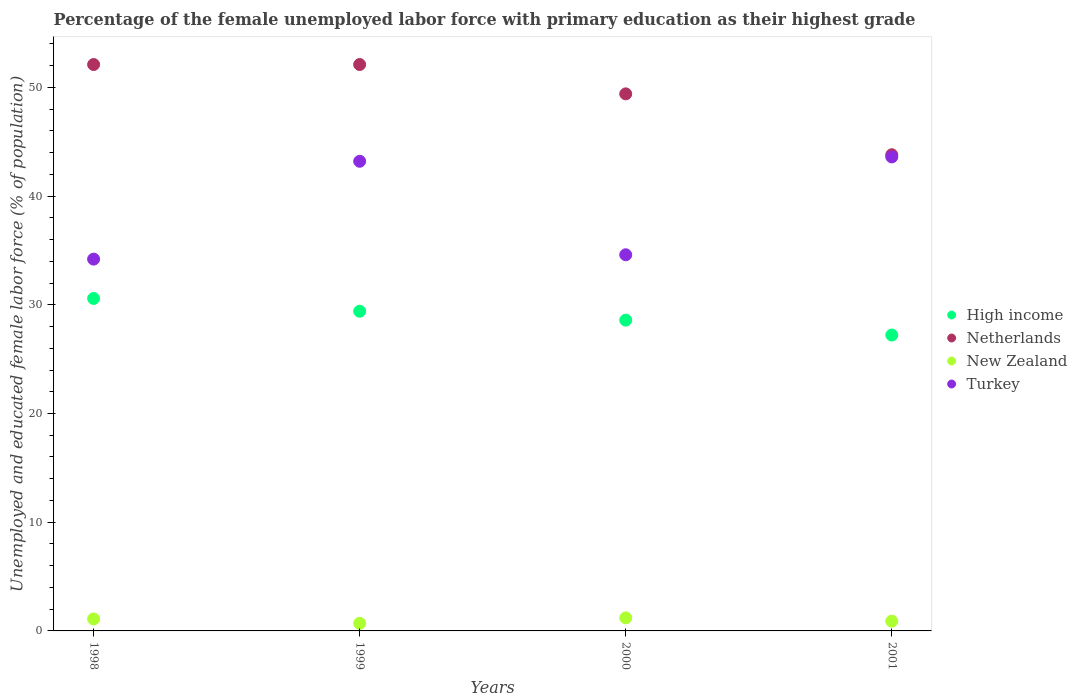 Percentage of the female unemployed labor force with primary education as their highest grade
Unemployed and educated female labor force (% of population)
50
40
30
20
10
0
1998
1999
2000
2001
Years
High income
Netherlands
New Zealand
Turkey